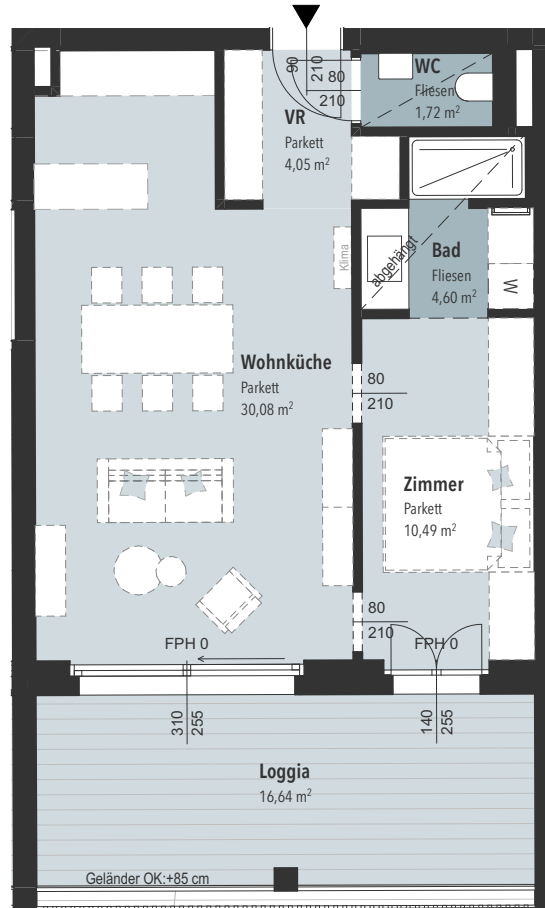 90
210
80
210
WC
Fliesen
1,72 m²
VR
Parkett
4,05 m²
abgehängt
Bad
Fliesen
4,60 m²
W
Klima
Wohnküche
Parkett
30,08 m²
80
210
Zimmer
Parkett
10,49 m²
80
210
FPH 0
FPH 0
310
255
140
255
Loggia
16,64 m²
Geländer OK:+85 cm